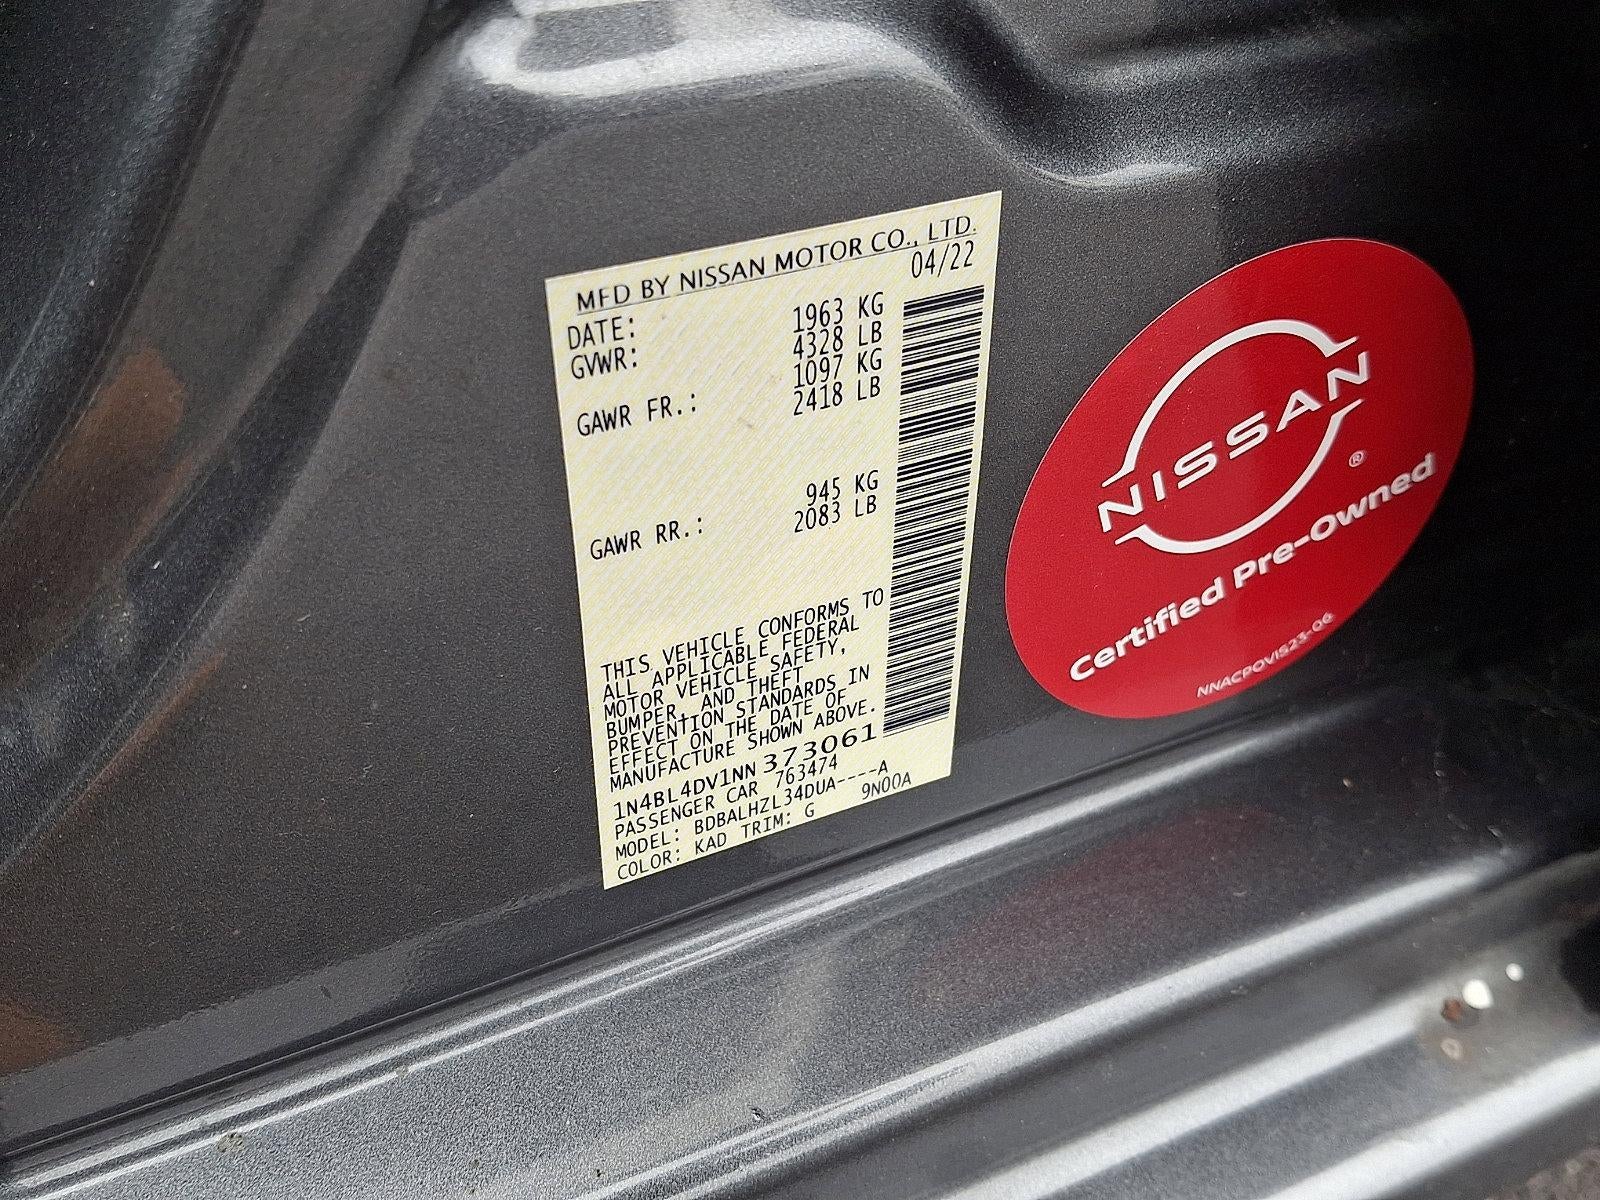 MFD BY NISSAN MOTOR CO., LTD.
DATE: 04/22
GVWR: 1963 KG
4328 LB
GAWR FR.: 1097 KG
2418 LB
GAWR RR.: 945 KG
2083 LB
THIS VEHICLE CONFORMS TO
ALL APPLICABLE FEDERAL
MOTOR VEHICLE SAFETY,
BUMPER, AND THEFT
PREVENTION STANDARDS IN
EFFECT ON THE DATE OF
MANUFACTURE SHOWN ABOVE.
1N4BL4DV1NN373061
PASSENGER CAR 763474
MODEL: BDBALHZL34DUA----A
COLOR: KAD TRIM: G 9N00A
NISSAN
®
Certified Pre-Owned
NNACPOVIS23-06